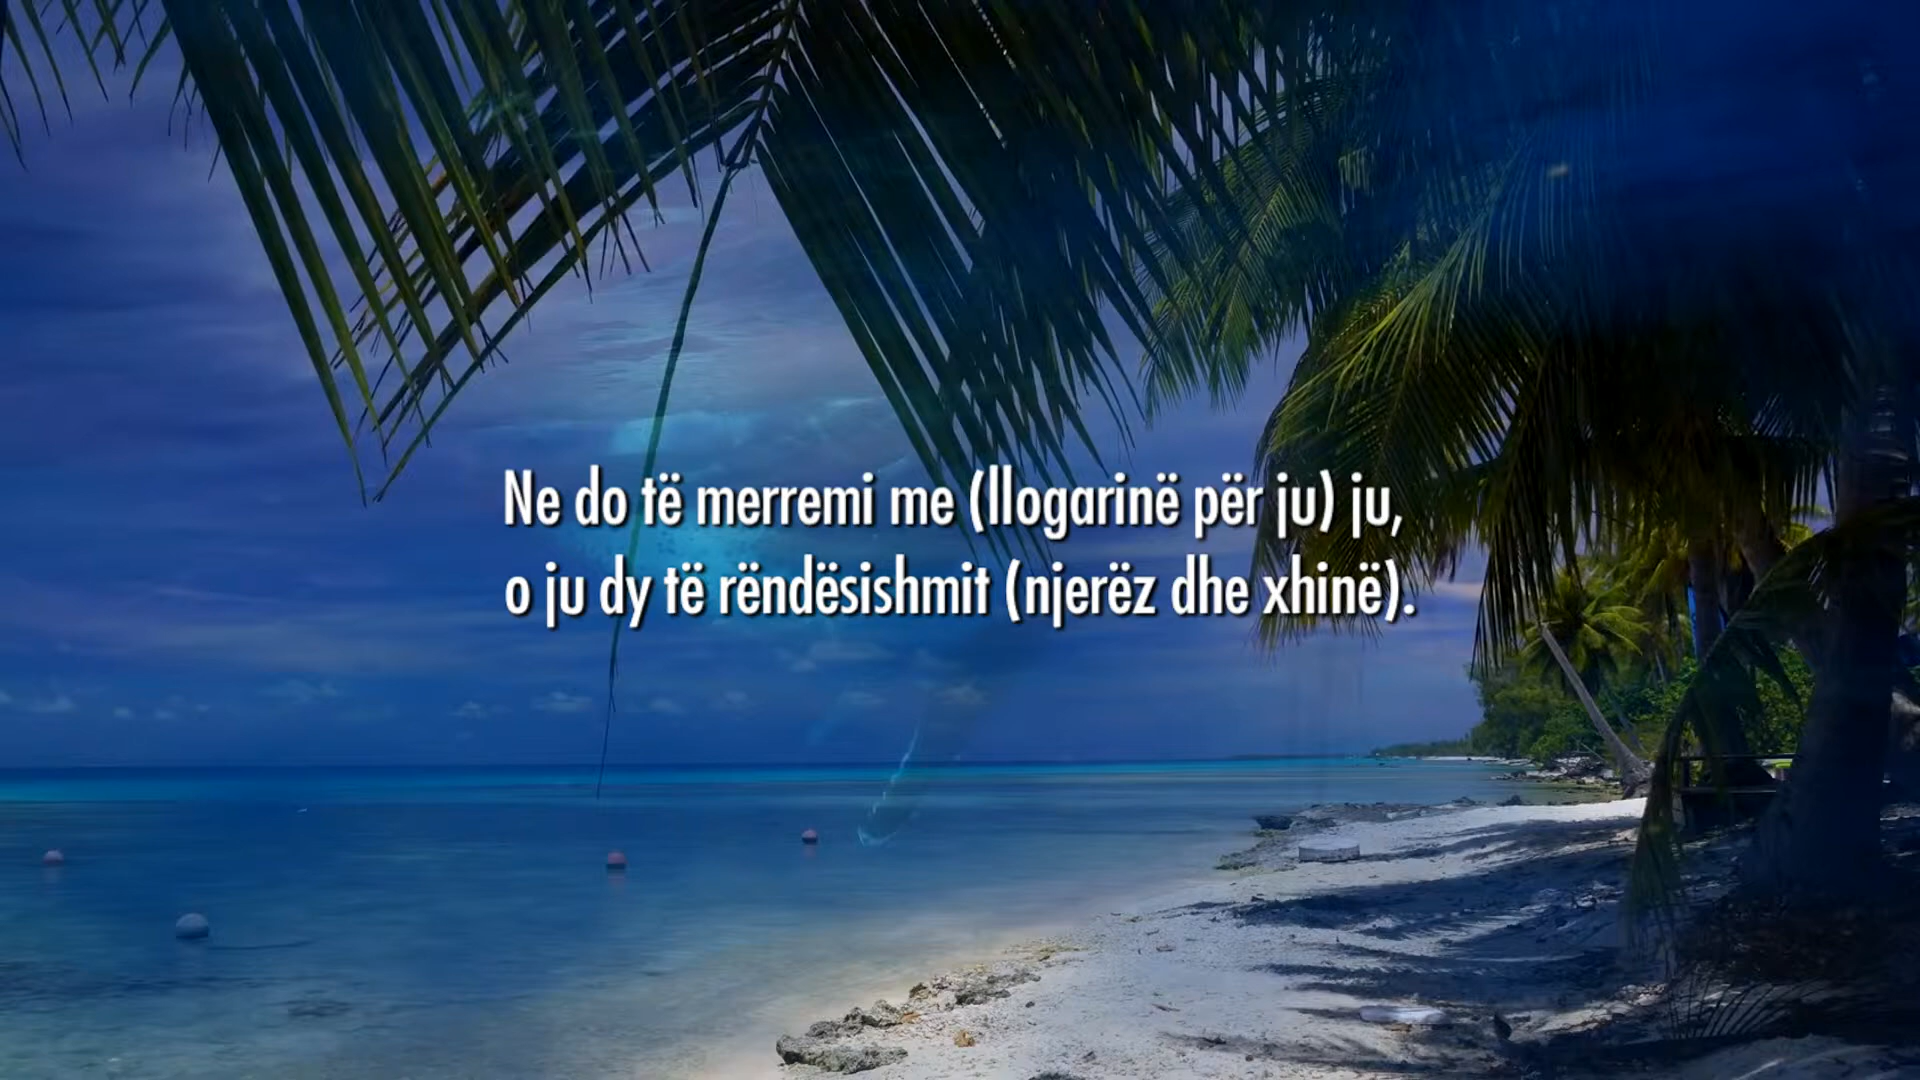 Ne do të merremi me (llogarinë për ju) ju,
o ju dy të rëndësishmit (njerëz dhe xhinë).